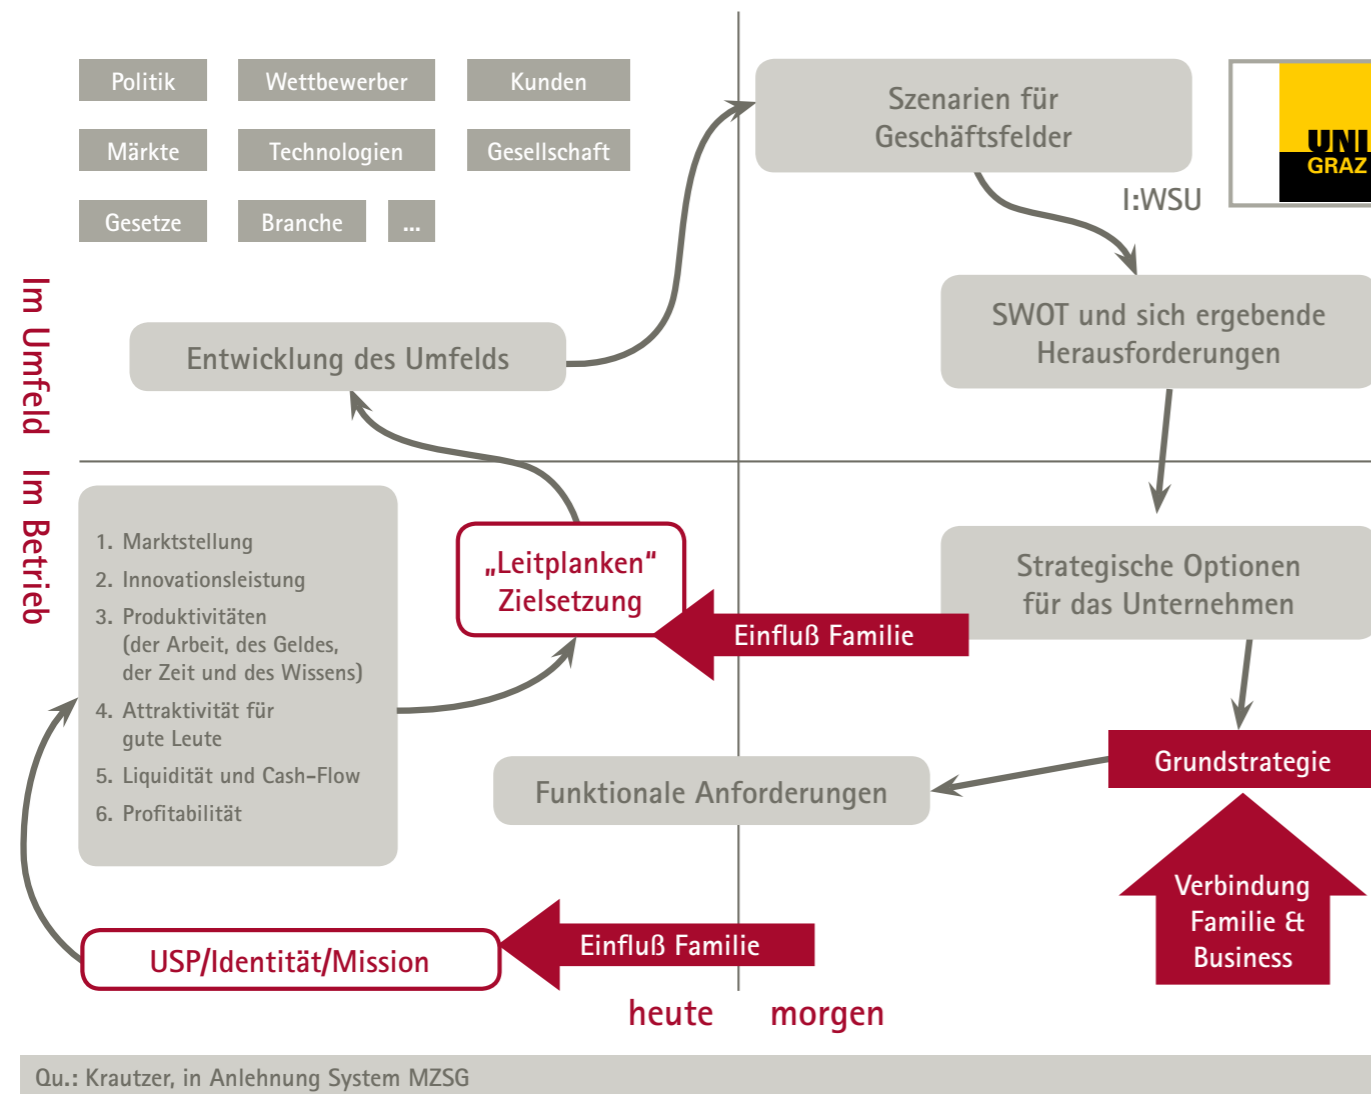 Politik
Wettbewerber
Kunden
Märkte
Technologien
Gesellschaft
Gesetze
Branche
...
Szenarien für
Geschäftsfelder
UNI
GRAZ
I:WSU
SWOT und sich ergebende
Herausforderungen
Entwicklung des Umfelds
Im Umfeld
Im Betrieb
1. Marktstellung
2. Innovationsleistung
3. Produktivitäten
(der Arbeit, des Geldes,
der Zeit und des Wissens)
4. Attraktivität für
gute Leute
5. Liquidität und Cash-Flow
6. Profitabilität
„Leitplanken“
Zielsetzung
Einfluß Familie
Strategische Optionen
für das Unternehmen
Grundstrategie
Funktionale Anforderungen
Verbindung
Familie &
Business
USP/Identität/Mission
Einfluß Familie
heute
morgen
Qu.: Krautzer, in Anlehnung System MZSG